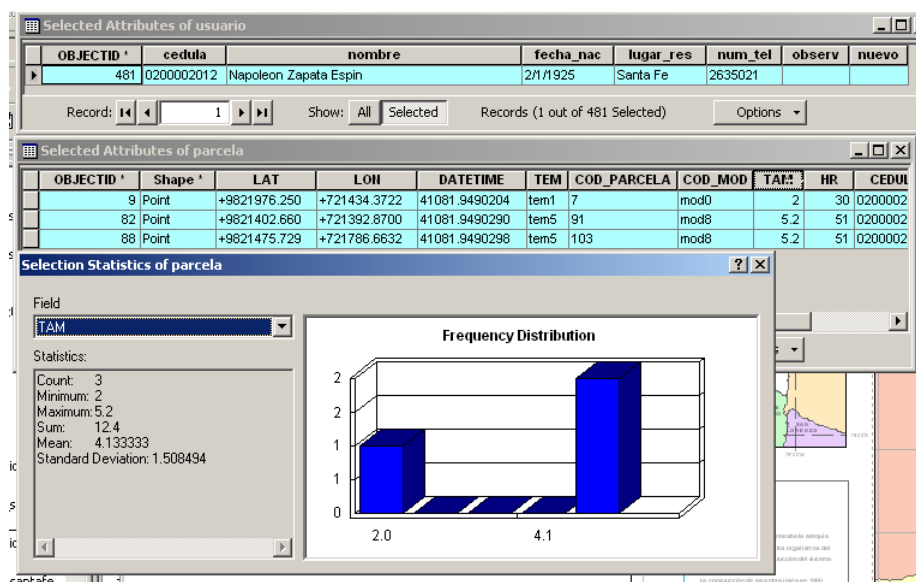 Selected Attributes of usuario
OBJECTID * cedula nombre fecha_nac lugar_res num_tel observ nuevo
481 0200002012 Napoleon Zapata Espin 2/1/1925 Santa Fe 2635021
Record: 1 Show: All Selected Records (1 out of 481 Selected) Options
Selected Attributes of parcela
OBJECTID * Shape * LAT LON DATETIME TEM COD_PARCELA COD_MOD TAM HR CEDUL
9 Point +9821976.250 +721434.3722 41081.9490204 tem1 7 mod0 2 30 0200002
82 Point +9821402.660 +721392.8700 41081.9490290 tem5 91 mod8 5.2 51 0200002
88 Point +9821475.729 +721786.6632 41081.9490298 tem5 103 mod8 5.2 51 0200002
Selection Statistics of parcela
Field
TAM
Statistics:
Count: 3
Minimum: 2
Maximum: 5.2
Sum: 12.4
Mean: 4.133333
Standard Deviation: 1.508494
Frequency Distribution
2
2
1
1
0
2.0 4.1